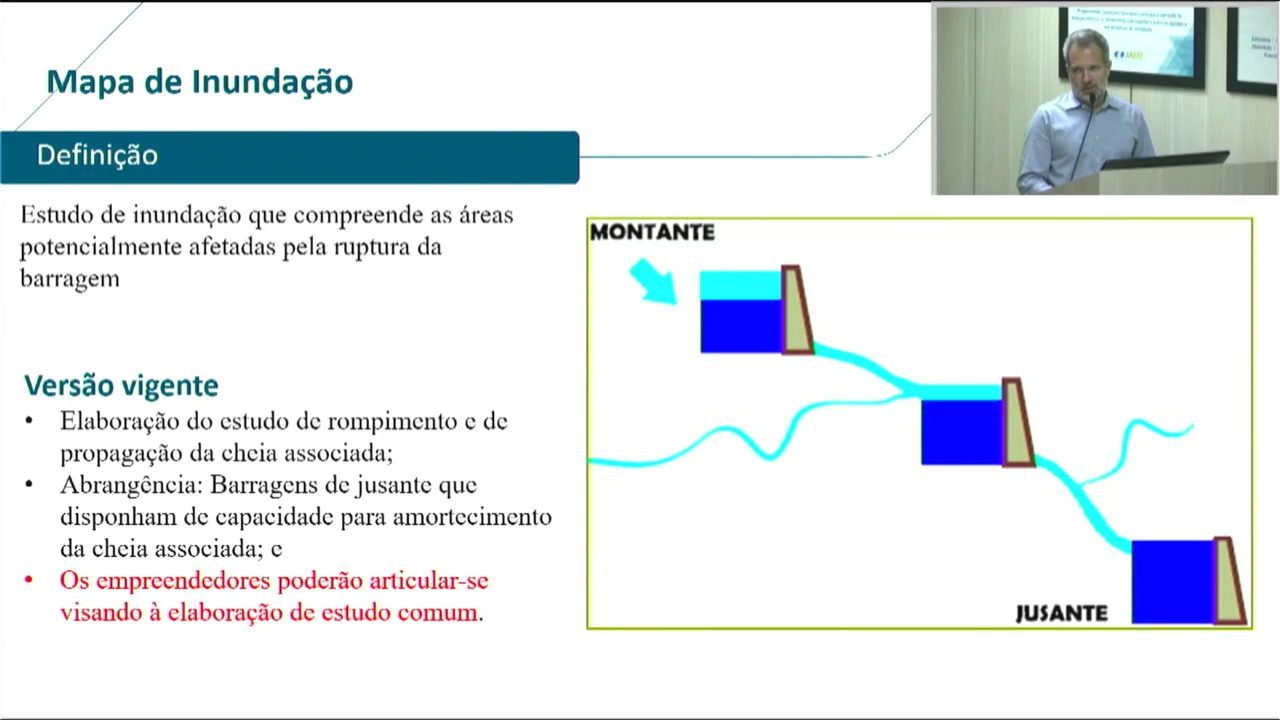 Mapa de Inundação
Definição
Estudo de inundação que compreende as áreas
potencialmente afetadas pela ruptura da
barragem
Versão vigente
• Elaboração do estudo de rompimento e de
propagação da cheia associada;
• Abrangência: Barragens de jusante que
disponham de capacidade para amortecimento
da cheia associada; e
• Os empreendedores poderão articular-se
visando à elaboração de estudo comum.
MONTANTE
JUSANTE